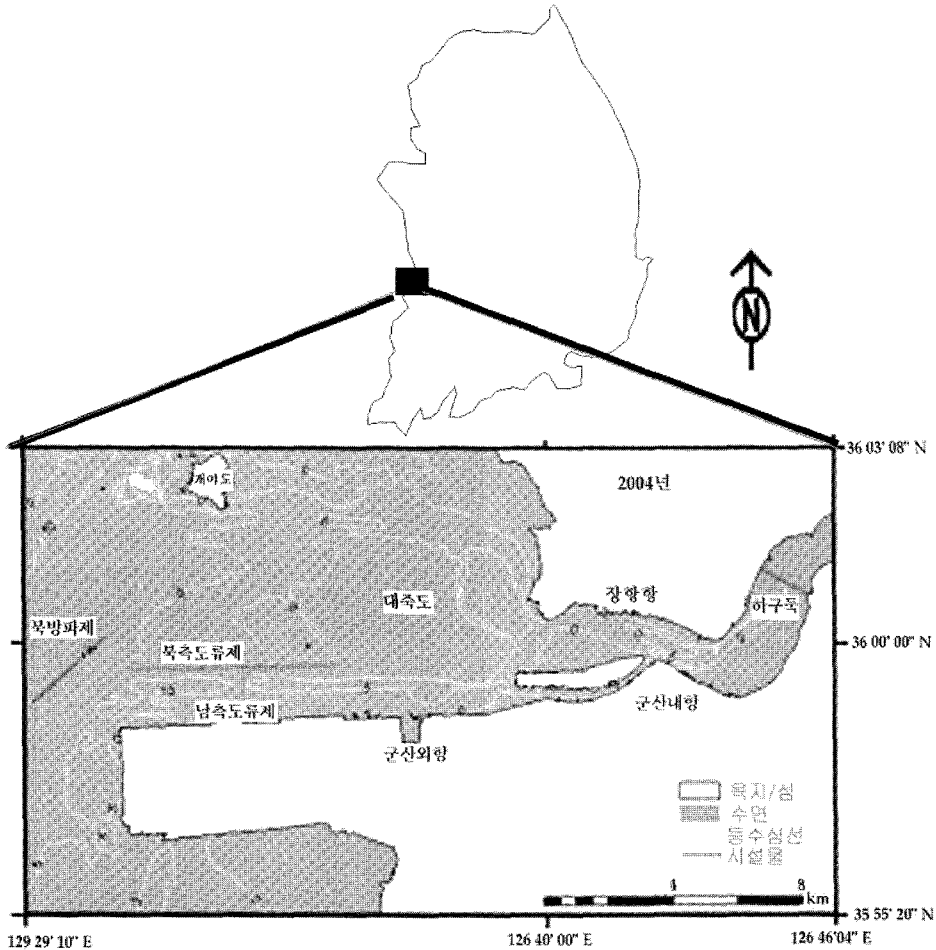 N
36 03' 08" N
개야도
2004년
대죽도
장항항
하구둑
북방파제
36 00' 00" N
북측도류제
군산내항
남측도류제
군산외항
육지/섬
수면
등수심선
시설물
4
8
km
35 55' 20" N
129 29' 10" E
126 40' 00" E
126 46' 04" E